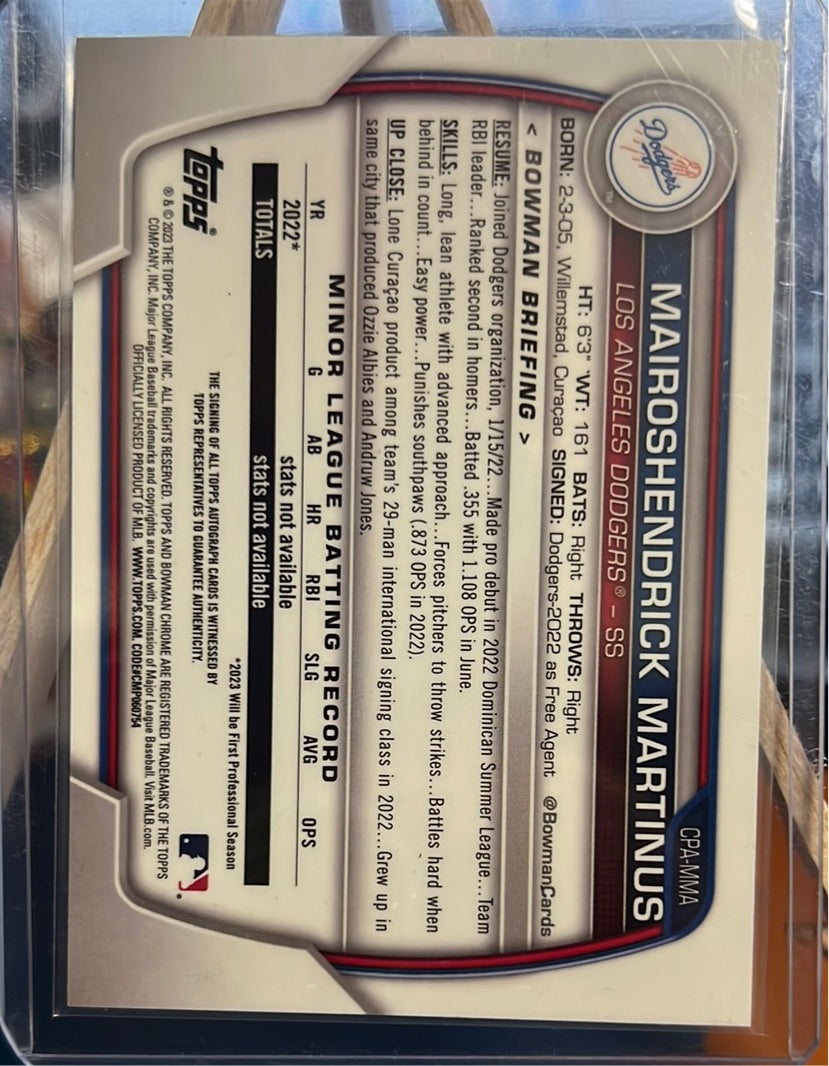 CPA-MMA
Dodgers
TM
MAIROSHENDRICK MARTINUS
LOS ANGELES DODGERS® – SS
HT: 6'3" WT: 161 BATS: Right THROWS: Right
BORN: 2-3-05, Willemstad, Curaçao SIGNED: Dodgers-2022 as Free Agent @BowmanCards
< BOWMAN BRIEFING >
RESUME: Joined Dodgers organization, 1/15/22...Made pro debut in 2022 Dominican Summer League...Team
RBI leader...Ranked second in homers...Batted .355 with 1.108 OPS in June.
SKILLS: Long, lean athlete with advanced approach...Forces pitchers to throw strikes...Battles hard when
behind in count...Easy power...Punishes southpaws (.873 OPS in 2022).
UP CLOSE: Lone Curaçao product among team's 29-man international signing class in 2022...Grew up in
same city that produced Ozzie Albies and Andruw Jones.
MINOR LEAGUE BATTING RECORD
YR G AB HR RBI SLG AVG OPS
2022* stats not available
TOTALS stats not available
*2023 Will be First Professional Season
topps®
THE SIGNING OF ALL TOPPS AUTOGRAPH CARDS IS WITNESSED BY
TOPPS REPRESENTATIVES TO GUARANTEE AUTHENTICITY.
® & © 2023 THE TOPPS COMPANY, INC. ALL RIGHTS RESERVED. TOPPS AND BOWMAN CHROME ARE REGISTERED TRADEMARKS OF THE TOPPS
COMPANY, INC. Major League Baseball trademarks and copyrights are used with permission of Major League Baseball. Visit MLB.com.
OFFICIALLY LICENSED PRODUCT OF MLB. WWW.TOPPS.COM. CODE#CMP060754